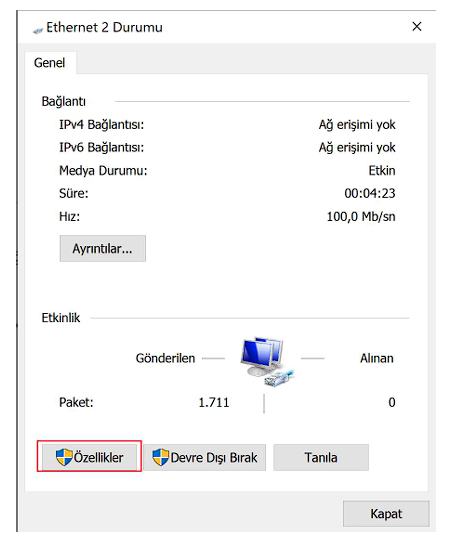 Ethernet 2 Durumu
Genel
Bağlantı
IPv4 Bağlantısı: Ağ erişimi yok
IPv6 Bağlantısı: Ağ erişimi yok
Medya Durumu: Etkin
Süre: 00:04:23
Hız: 100,0 Mb/sn
Ayrıntılar...
Etkinlik
Gönderilen Alınan
Paket: 1.711 0
Özellikler Devre Dışı Bırak Tanıla
Kapat